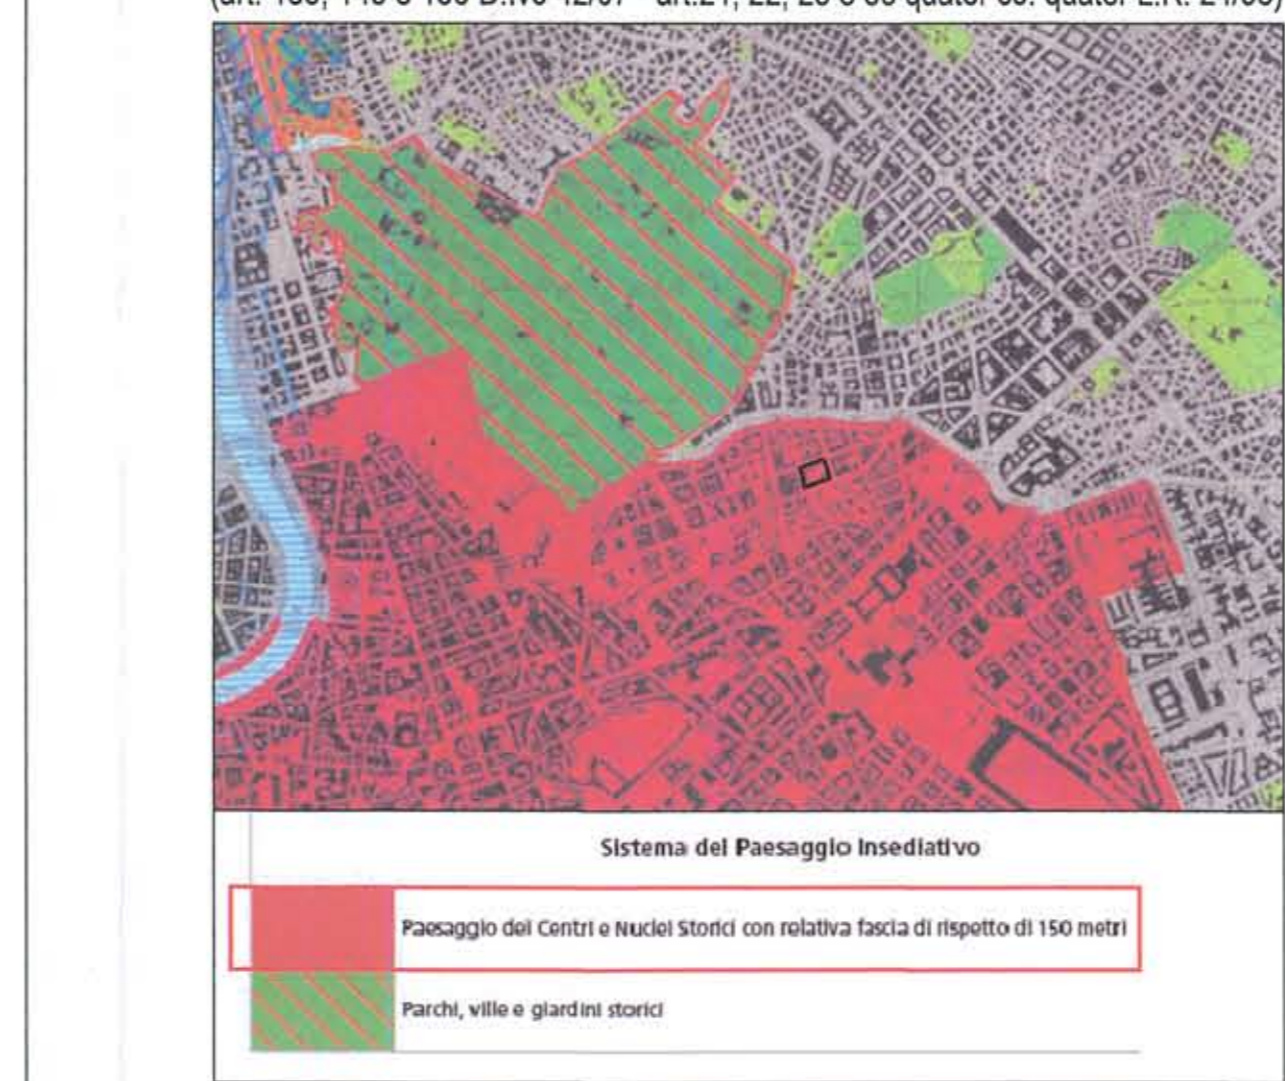 Sistema del Paesaggio Insediativo
Paesaggio dei Centri e Nuclei Storici con relativa fascia di rispetto di 150 metri
Parchi, ville e giardini storici